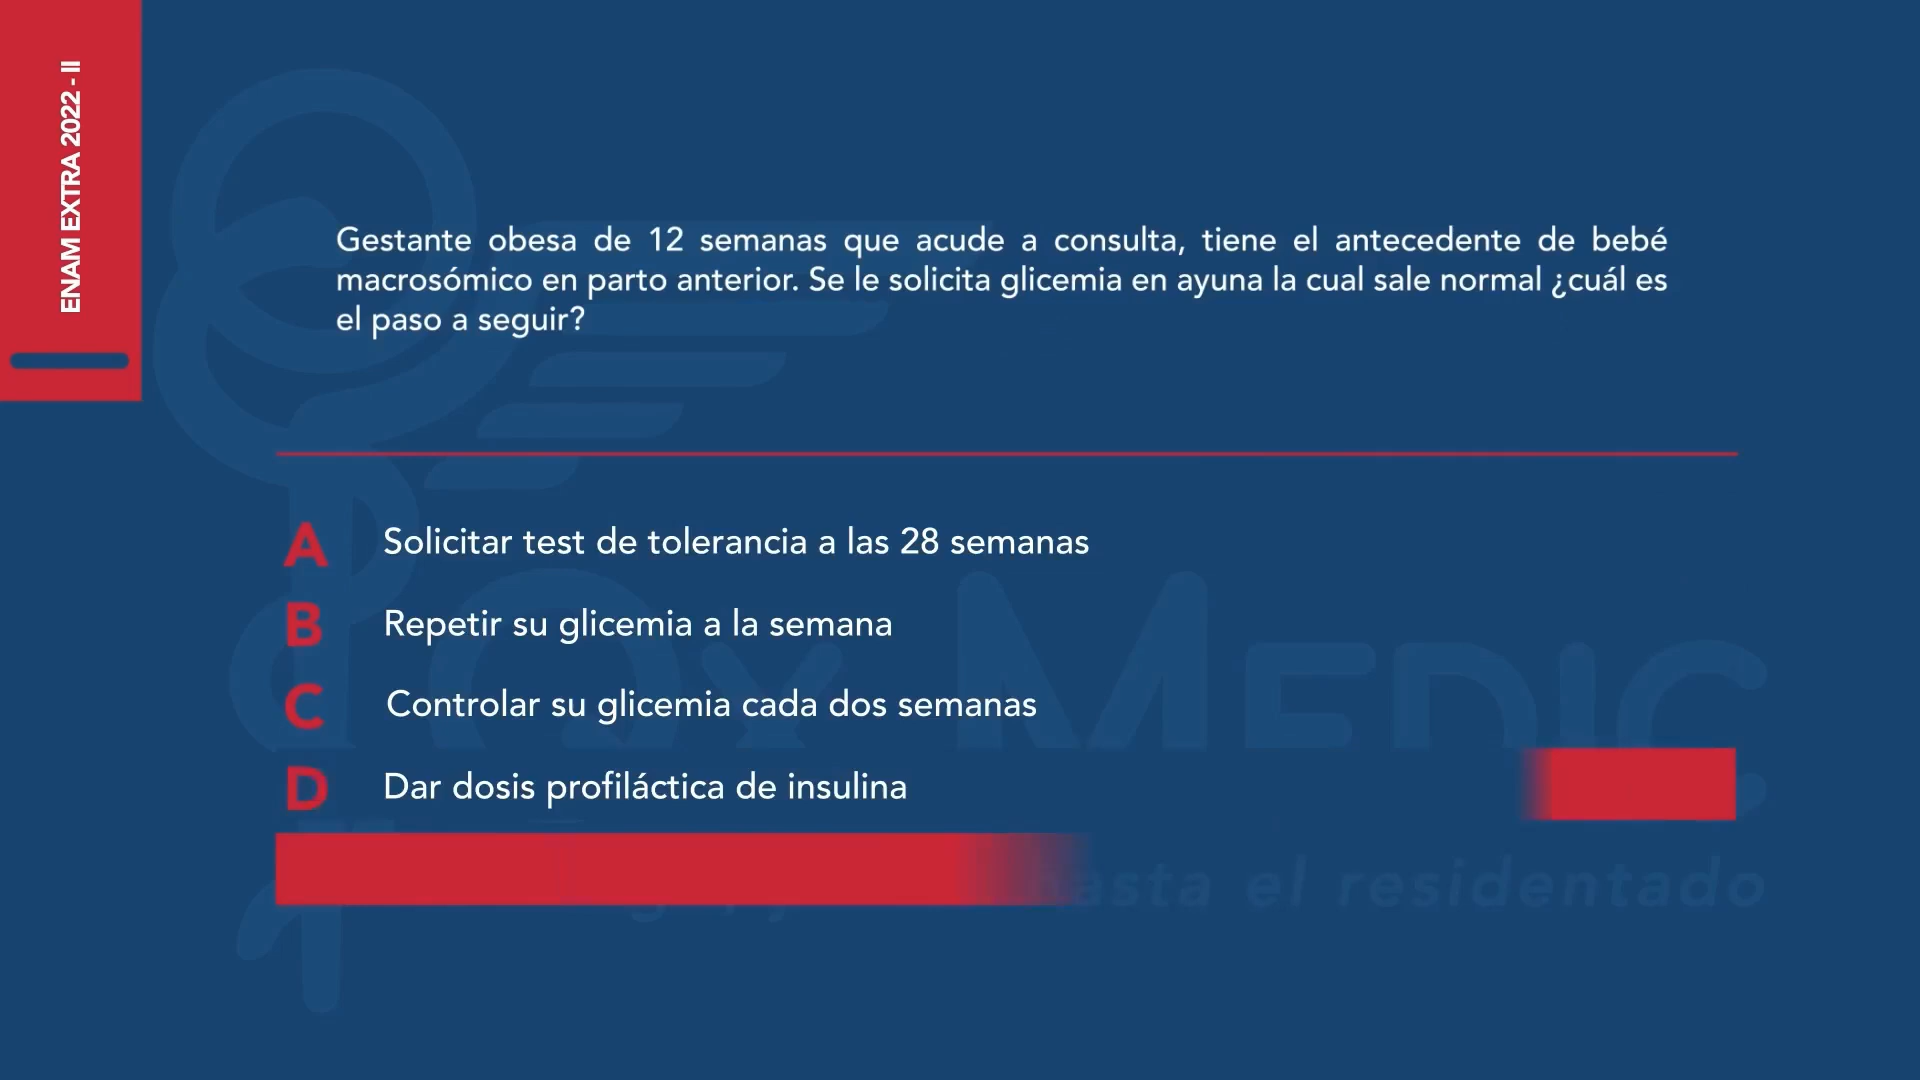 ENAM EXTRA 2022 - II
Gestante obesa de 12 semanas que acude a consulta, tiene el antecedente de bebé
macrosómico en parto anterior. Se le solicita glicemia en ayuna la cual sale normal ¿cuál es
el paso a seguir?
A Solicitar test de tolerancia a las 28 semanas
B Repetir su glicemia a la semana
C Controlar su glicemia cada dos semanas
D Dar dosis profiláctica de insulina
Qx MEDIC
hasta el residentado